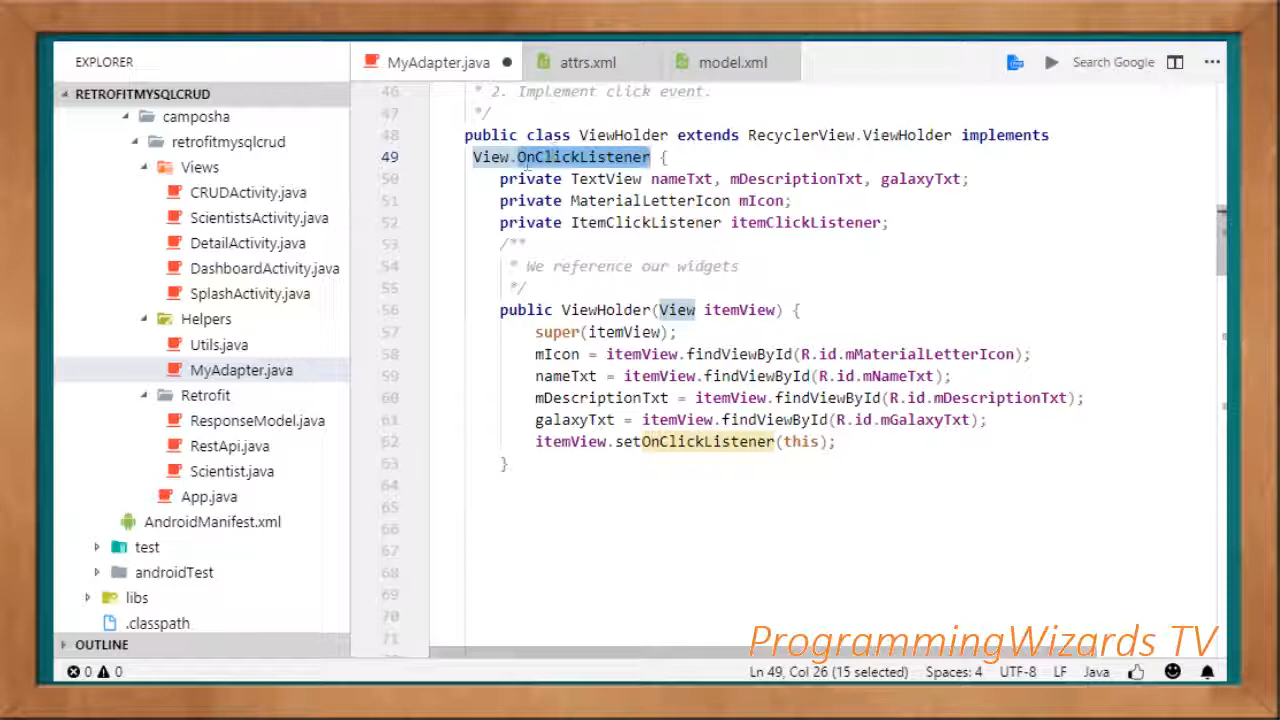 EXPLORER
RETROFITMYSQLCRUD
camposha
retrofitmysqlcrud
Views
CRUDActivity.java
ScientistsActivity.java
DetailActivity.java
DashboardActivity.java
SplashActivity.java
Helpers
Utils.java
MyAdapter.java
Retrofit
ResponseModel.java
RestApi.java
Scientist.java
App.java
AndroidManifest.xml
test
androidTest
libs
.classpath
OUTLINE
MyAdapter.java
attrs.xml
model.xml
Search Google
46 * 2. Implement click event.
47 */
48 public class ViewHolder extends RecyclerView.ViewHolder implements
49 View.OnClickListener {
50 private TextView nameTxt, mDescriptionTxt, galaxyTxt;
51 private MaterialLetterIcon mIcon;
52 private ItemClickListener itemClickListener;
53 /**
54 * We reference our widgets
55 */
56 public ViewHolder(View itemView) {
57 super(itemView);
58 mIcon = itemView.findViewById(R.id.mMaterialLetterIcon);
59 nameTxt = itemView.findViewById(R.id.mNameTxt);
60 mDescriptionTxt = itemView.findViewById(R.id.mDescriptionTxt);
61 galaxyTxt = itemView.findViewById(R.id.mGalaxyTxt);
62 itemView.setOnClickListener(this);
63 }
64
65
66
67
68
69
70
71
ProgrammingWizards TV
0 0
Ln 49, Col 26 (15 selected) Spaces: 4 UTF-8 LF Java